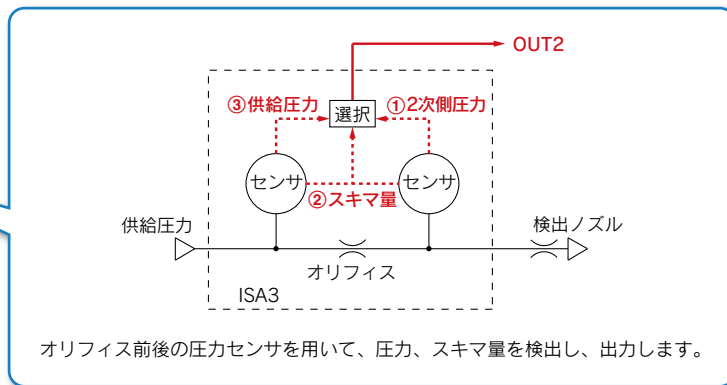 OUT2
③供給圧力
①2次側圧力
選択
センサ
センサ
②スキマ量
供給圧力
検出ノズル
オリフィス
ISA3
オリフィス前後の圧力センサを用いて、圧力、スキマ量を検出し、出力します。